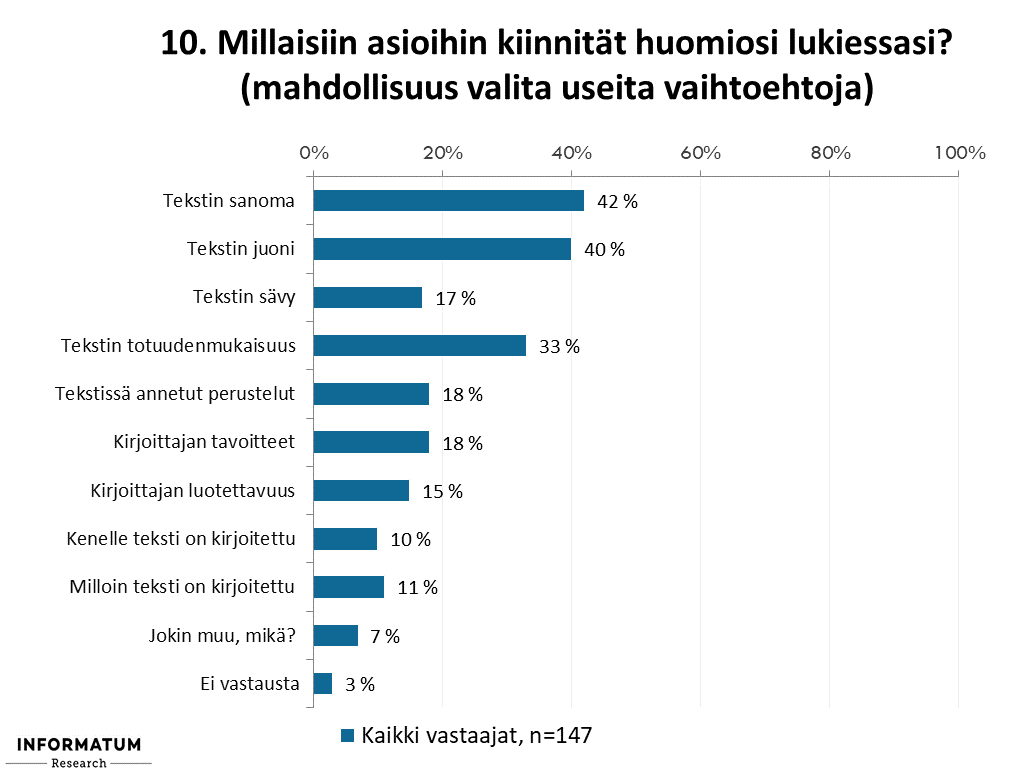 10. Millaisiin asioihin kiinnität huomiosi lukiessasi?
(mahdollisuus valita useita vaihtoehtoja)
0% 20% 40% 60% 80% 100%
Tekstin sanoma 42 %
Tekstin juoni 40 %
Tekstin sävy 17 %
Tekstin totuudenmukaisuus 33 %
Tekstissä annetut perustelut 18 %
Kirjoittajan tavoitteet 18 %
Kirjoittajan luotettavuus 15 %
Kenelle teksti on kirjoitettu 10 %
Milloin teksti on kirjoitettu 11 %
Jokin muu, mikä? 7 %
Ei vastausta 3 %
Kaikki vastaajat, n=147
INFORMATUM
Research